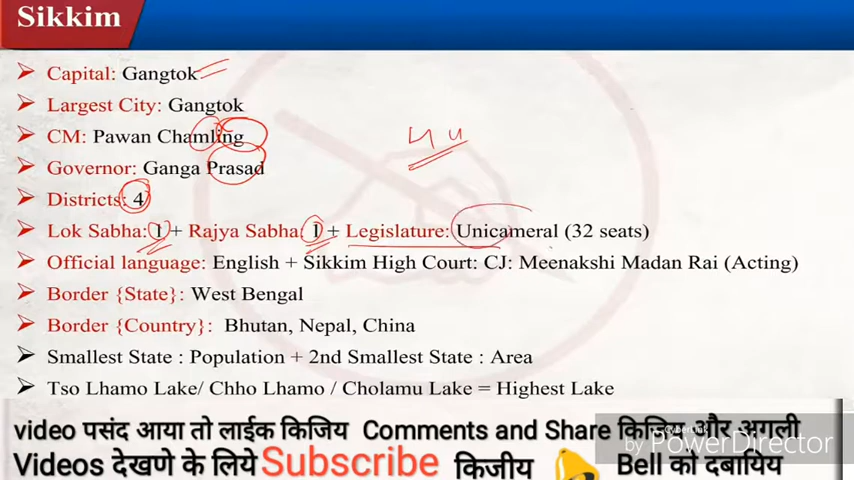 Sikkim
➤ Capital: Gangtok
➤ Largest City: Gangtok
➤ CM: Pawan Chamling
➤ Governor: Ganga Prasad
➤ Districts: 4
➤ Lok Sabha: 1 + Rajya Sabha: 1 + Legislature: Unicameral (32 seats)
➤ Official language: English + Sikkim High Court: CJ: Meenakshi Madan Rai (Acting)
➤ Border {State}: West Bengal
➤ Border {Country}: Bhutan, Nepal, China
➤ Smallest State : Population + 2nd Smallest State : Area
➤ Tso Lhamo Lake/ Chho Lhamo / Cholamu Lake = Highest Lake
video पसंद आया तो लाईक किजिय Comments and Share किजिए और अगली
CyberLink
by PowerDirector
Videos देखणे के लिये Subscribe किजीय Bell को दबायिय